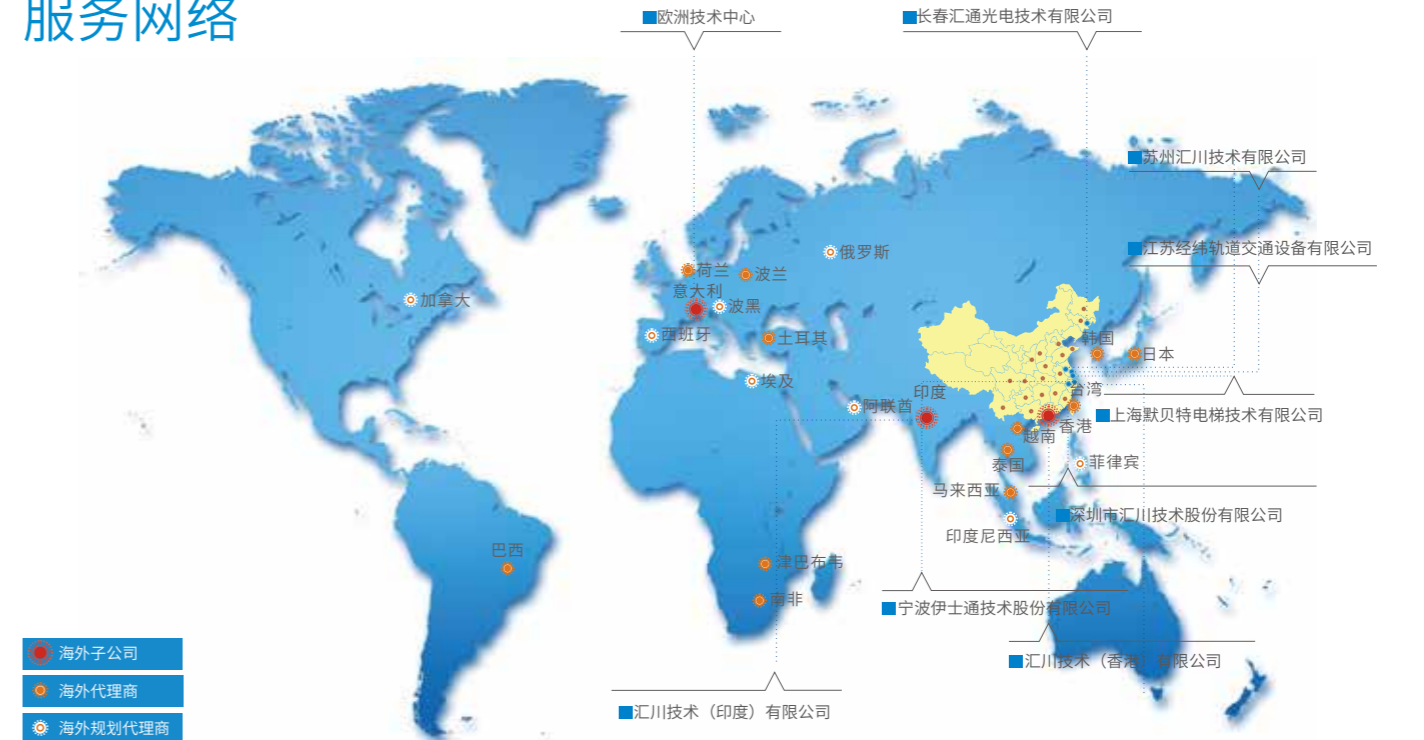 服务网络
欧洲技术中心
长春汇通光电技术有限公司
苏州汇川技术有限公司
江苏经纬轨道交通设备有限公司
俄罗斯
荷兰
波兰
意大利
加拿大
波黑
西班牙
土耳其
韩国
日本
埃及
印度
台湾
阿联酋
上海默贝特电梯技术有限公司
香港
越南
泰国
菲律宾
马来西亚
深圳市汇川技术股份有限公司
印度尼西亚
巴西
津巴布韦
南非
宁波伊士通技术股份有限公司
海外子公司
汇川技术（香港）有限公司
海外代理商
汇川技术（印度）有限公司
海外规划代理商